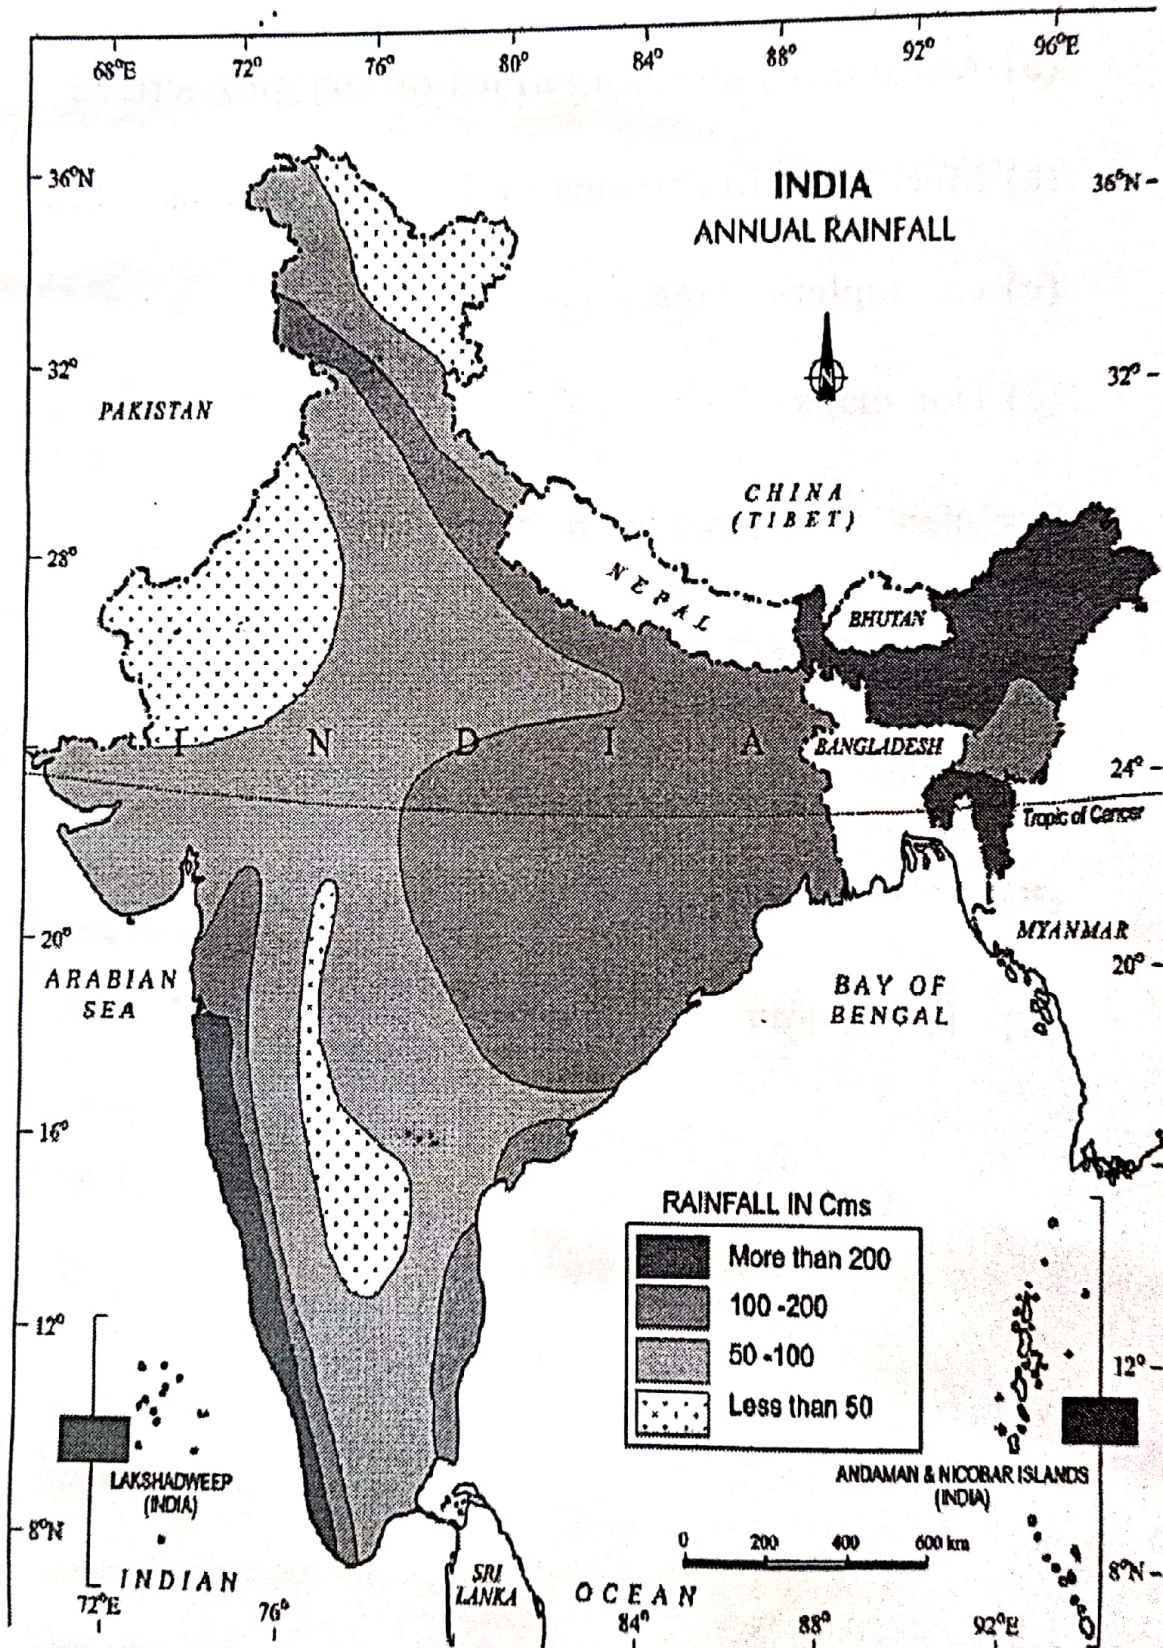 68°E 72° 76° 80° 84° 88° 92° 96°E
36°N
INDIA
36°N
ANNUAL RAINFALL
32°
N
32°
PAKISTAN
CHINA
(TIBET)
28°
NEPAL
BHUTAN
I N D I A
BANGLADESH
24°
Tropic of Cancer
20°
MYANMAR
20°
ARABIAN
SEA
BAY OF
BENGAL
16°
RAINFALL IN Cms
More than 200
100-200
50-100
Less than 50
12°
12°
LAKSHADWEEP
(INDIA)
ANDAMAN & NICOBAR ISLANDS
(INDIA)
8°N
0 200 400 600 km
8°N
INDIAN
SRI
LANKA
OCEAN
72°E 76° 84° 88° 92°E